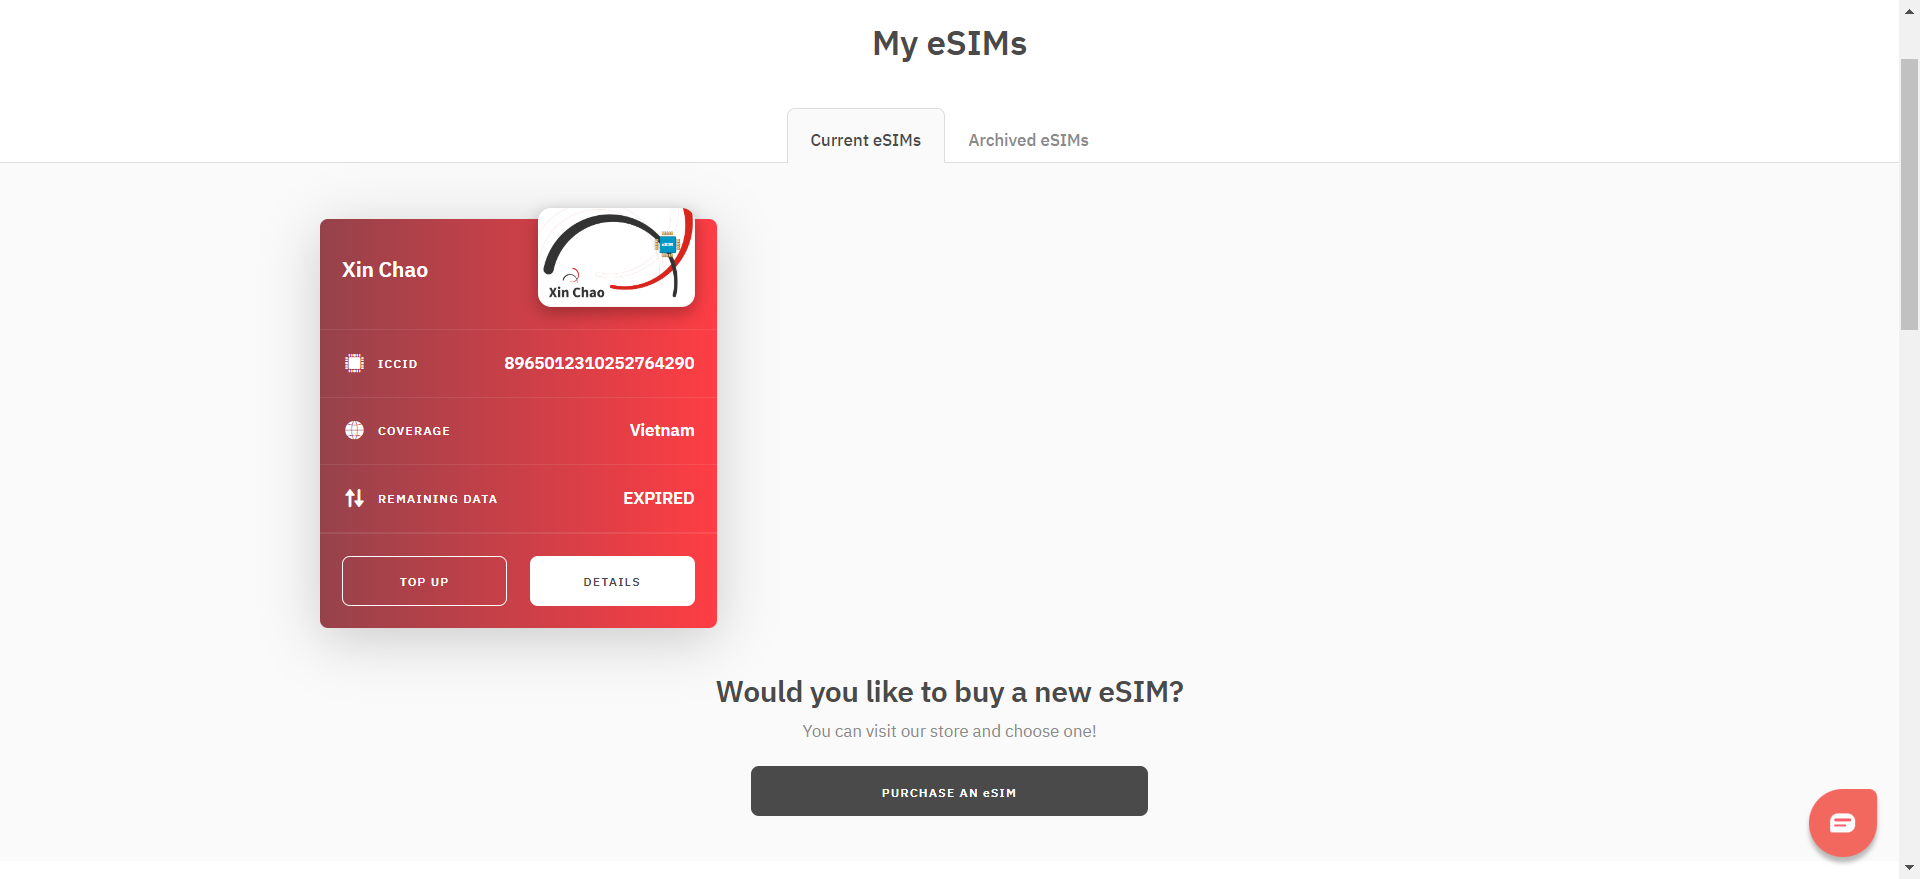 My eSIMs
Current eSIMs
Archived eSIMs
Xin Chao
eSIM
Xin Chao
ICCID
8965012310252764290
COVERAGE
Vietnam
REMAINING DATA
EXPIRED
TOP UP
DETAILS
Would you like to buy a new eSIM?
You can visit our store and choose one!
PURCHASE AN eSIM